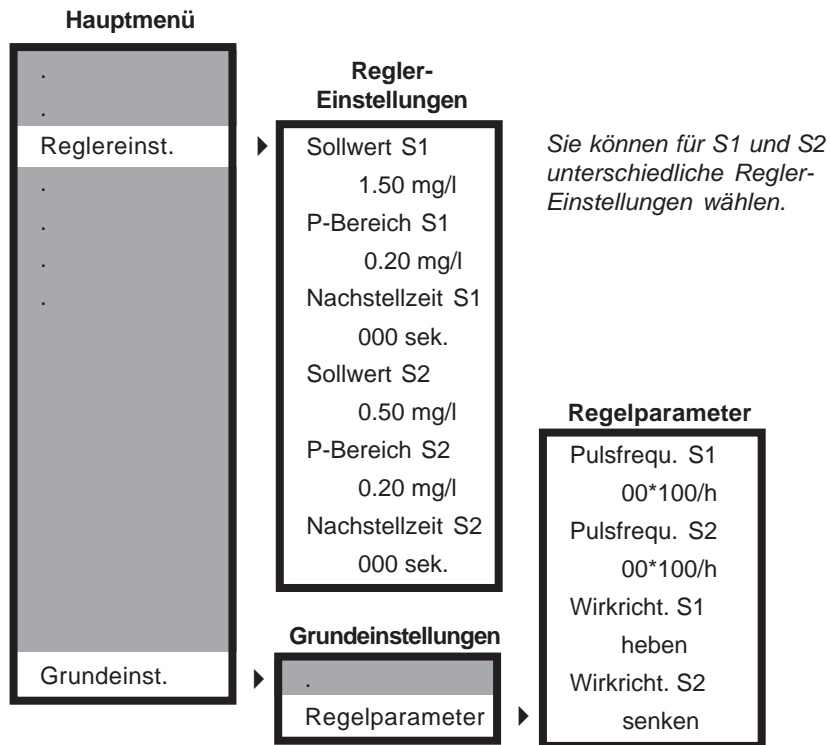 Hauptmenü
.
.
Reglereinst.
.
.
.
.
Grundeinst.
Regler-
Einstellungen
Sollwert S1
1.50 mg/l
P-Bereich S1
0.20 mg/l
Nachstellzeit S1
000 sek.
Sollwert S2
0.50 mg/l
P-Bereich S2
0.20 mg/l
Nachstellzeit S2
000 sek.
Sie können für S1 und S2
unterschiedliche Regler-
Einstellungen wählen.
Grundeinstellungen
.
Regelparameter
Regelparameter
Pulsfrequ. S1
00*100/h
Pulsfrequ. S2
00*100/h
Wirkricht. S1
heben
Wirkricht. S2
senken